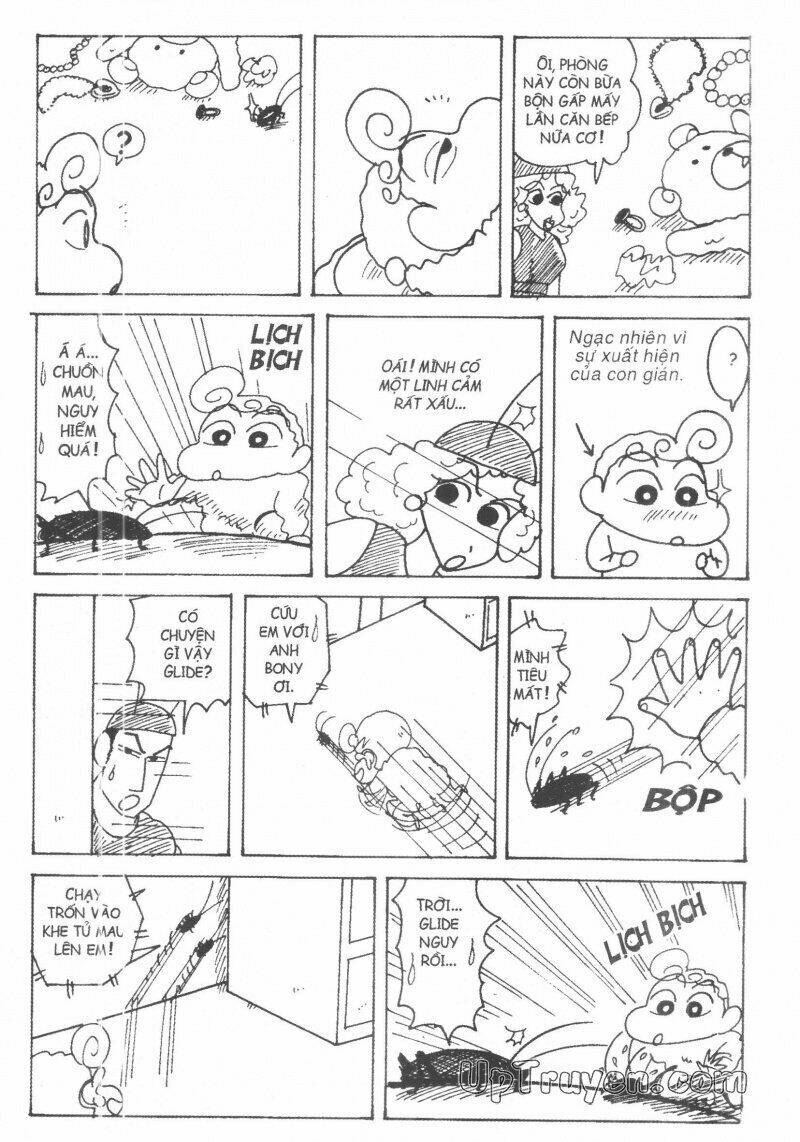 ÔI, PHÒNG
NÀY CÒN BỪA
BỘN GẤP MẤY
LẦN CĂN BẾP
NỮA CƠ!
?
?
Ngạc nhiên vì
sự xuất hiện
của con gián.
OÁI! MÌNH CÓ
MỘT LINH CẢM
RẤT XẤU...
LỊCH
BỊCH
Á Á...
CHUỒN
MAU,
NGUY
HIỂM
QUÁ!
MÌNH
TIÊU
MẤT!
BỘP
CỨU
EM VỚI
ANH
BONY
ƠI.
CÓ
CHUYỆN
GÌ VẬY
GLIDE?
TRỜI...
GLIDE
NGUY
RỒI...
LỊCH BỊCH
CHẠY
TRỐN VÀO
KHE TỦ MAU
LÊN EM!
UpTruyen.com